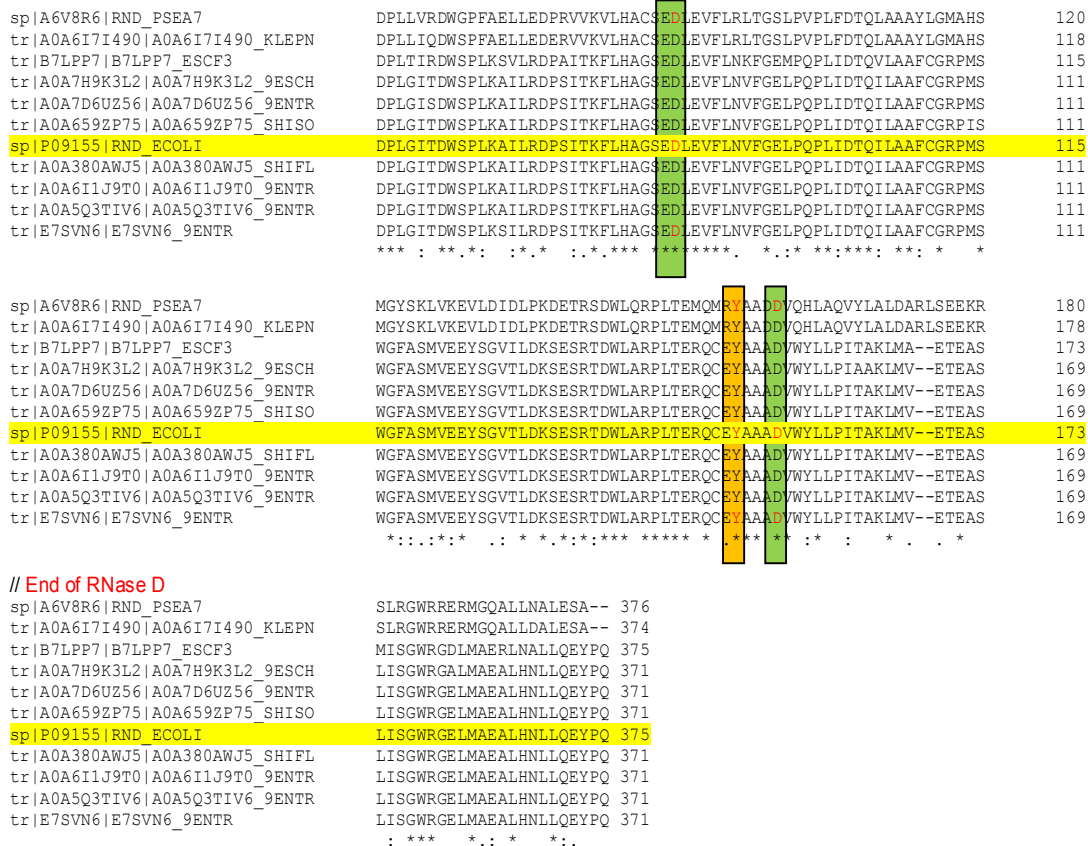 sp|A6V8R6|RND_PSEA7 DPLLVRDWGPFAELLEDPRVVKVLHACSEDLEVFLRLTGSLPVPLFDTQLAAAYLGMAHS 120
tr|A0A6I7I490|A0A6I7I490_KLEPN DPLLIQDWSPFAELLEDERVVKVLHACSEDLEVFLRLTGSLPVPLFDTQLAAAYLGMAHS 118
tr|B7LPP7|B7LPP7_ESCF3 DPLTIRDWSPLKSVLRDPAITKFLHAGSEDLEVFLNKFGEMPQPLIDTQVLAAFCGRPMS 115
tr|A0A7H9K3L2|A0A7H9K3L2_9ESCH DPLGITDWSPLKAILRDPSITKFLHAGSEDLEVFLNVFGELPQPLIDTQILAAFCGRPMS 111
tr|A0A7D6UZ56|A0A7D6UZ56_9ENTR DPLGISDWSPLKAILRDPSITKFLHAGSEDLEVFLNVFGELPQPLIDTQILAAFCGRPMS 111
tr|A0A659ZP75|A0A659ZP75_SHISO DPLGITDWSPLKAILRDPSITKFLHAGSEDLEVFLNVFGELPQPLIDTQILAAFCGRPIS 111
sp|P09155|RND_ECOLI DPLGITDWSPLKAILRDPSITKFLHAGSEDLEVFLNVFGELPQPLIDTQILAAFCGRPMS 115
tr|A0A380AWJ5|A0A380AWJ5_SHIFL DPLGITDWSPLKAILRDPSITKFLHAGSEDLEVFLNVFGELPQPLIDTQILAAFCGRPMS 111
tr|A0A6I1J9T0|A0A6I1J9T0_9ENTR DPLGITDWSPLKAILRDPSITKFLHAGSEDLEVFLNVFGELPQPLIDTQILAAFCGRPMS 111
tr|A0A5Q3TIV6|A0A5Q3TIV6_9ENTR DPLGITDWSPLKAILRDPSITKFLHAGSEDLEVFLNVFGELPQPLIDTQILAAFCGRPMS 111
tr|E7SVN6|E7SVN6_9ENTR DPLGITDWSPLKSILRDPSITKFLHAGSEDLEVFLNVFGELPQPLIDTQILAAFCGRPMS 111
*** : **.*: :.* :.*.*** ********. *.:* **:***: **: * *
sp|A6V8R6|RND_PSEA7 MGYSKLVKEVLDIDLPKDETRSDWLQRPLTEMQMRYAADDVQHLAQVYLALDARLSEEKR 180
tr|A0A6I7I490|A0A6I7I490_KLEPN MGYSKLVKEVLDIDLPKDETRSDWLQRPLTEMQMRYAADDVQHLAQVYLALDARLSEEKR 178
tr|B7LPP7|B7LPP7_ESCF3 WGFASMVEEYSGVILDKSESRTDWLARPLTERQCEYAAADVWYLLPITAKLMA--ETEAS 173
tr|A0A7H9K3L2|A0A7H9K3L2_9ESCH WGFASMVEEYSGVTLDKSESRTDWLARPLTERQCEYAAADVWYLLPIAAKLMV--ETEAS 169
tr|A0A7D6UZ56|A0A7D6UZ56_9ENTR WGFASMVEEYSGVTLDKSESRTDWLARPLTERQCEYAAADVWYLLPITAKLMV--ETEAS 169
tr|A0A659ZP75|A0A659ZP75_SHISO WGFASMVEEYSGVTLDKSESRTDWLARPLTERQCEYAAADVWYLLPITAKLMV--ETEAS 169
sp|P09155|RND_ECOLI WGFASMVEEYSGVTLDKSESRTDWLARPLTERQCEYAAADVWYLLPITAKLMV--ETEAS 173
tr|A0A380AWJ5|A0A380AWJ5_SHIFL WGFASMVEEYSGVTLDKSESRTDWLARPLTERQCEYAAADVWYLLPITAKLMV--ETEAS 169
tr|A0A6I1J9T0|A0A6I1J9T0_9ENTR WGFASMVEEYSGVTLDKSESRTDWLARPLTERQCEYAAADVWYLLPITAKLMV--ETEAS 169
tr|A0A5Q3TIV6|A0A5Q3TIV6_9ENTR WGFASMVEEYSGVTLDKSESRTDWLARPLTERQCEYAAADVWYLLPITAKLMV--ETEAS 169
tr|E7SVN6|E7SVN6_9ENTR WGFASMVEEYSGVTLDKSESRTDWLARPLTERQCEYAAADVWYLLPITAKLMV--ETEAS 169
*::.:*:* .: * *.*:*:*** ***** * .*** ** :* : * . . *
// End of RNase D
sp|A6V8R6|RND_PSEA7 SLRGWRRERMGQALLNALESA-- 376
tr|A0A6I7I490|A0A6I7I490_KLEPN SLRGWRRERMGQALLDALESA-- 374
tr|B7LPP7|B7LPP7_ESCF3 MISGWRGDLMAERLNALLQEYPQ 375
tr|A0A7H9K3L2|A0A7H9K3L2_9ESCH LISGWRGALMAEALHNLLQEYPQ 371
tr|A0A7D6UZ56|A0A7D6UZ56_9ENTR LISGWRGELMAEALHNLLQEYPQ 371
tr|A0A659ZP75|A0A659ZP75_SHISO LISGWRGELMAEALHNLLQEYPQ 371
sp|P09155|RND_ECOLI LISGWRGELMAEALHNLLQEYPQ 375
tr|A0A380AWJ5|A0A380AWJ5_SHIFL LISGWRGELMAEALHNLLQEYPQ 371
tr|A0A6I1J9T0|A0A6I1J9T0_9ENTR LISGWRGELMAEALHNLLQEYPQ 371
tr|A0A5Q3TIV6|A0A5Q3TIV6_9ENTR LISGWRGELMAEALHNLLQEYPQ 371
tr|E7SVN6|E7SVN6_9ENTR LISGWRGELMAEALHNLLQEYPQ 371
: *** *.: * *:.